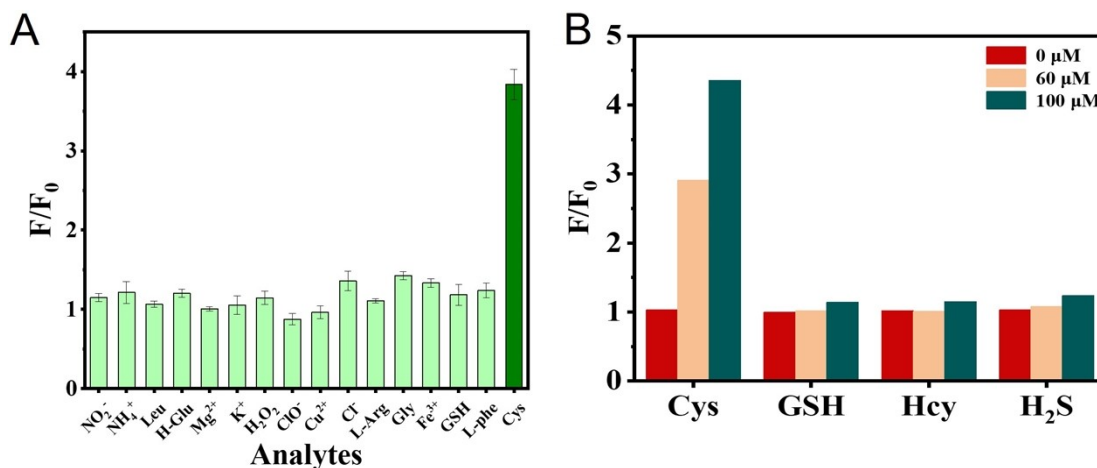 A
F/F₀
4
3
2
1
0
NO₂⁻
NH₄⁺
Leu
H-Glu
Mg²⁺
K⁺
H₂O₂
ClO⁻
Cu²⁺
Cl⁻
L-Arg
Gly
Fe³⁺
GSH
L-phe
Cys
Analytes
B
F/F₀
5
4
3
2
1
0
0 μM
60 μM
100 μM
Cys
GSH
Hcy
H₂S